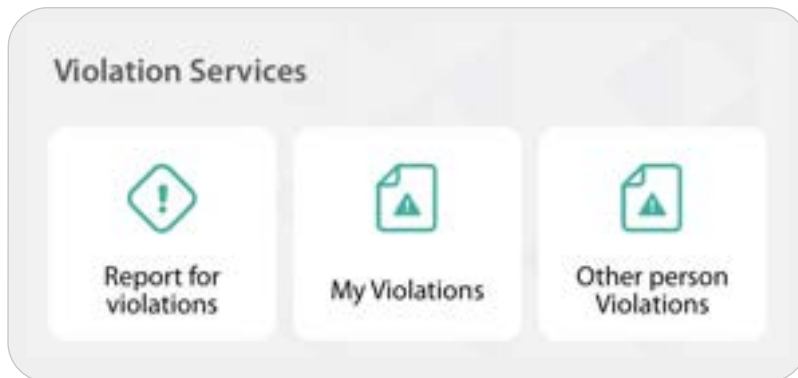 Violation Services
Report for
violations
My Violations
Other person
Violations